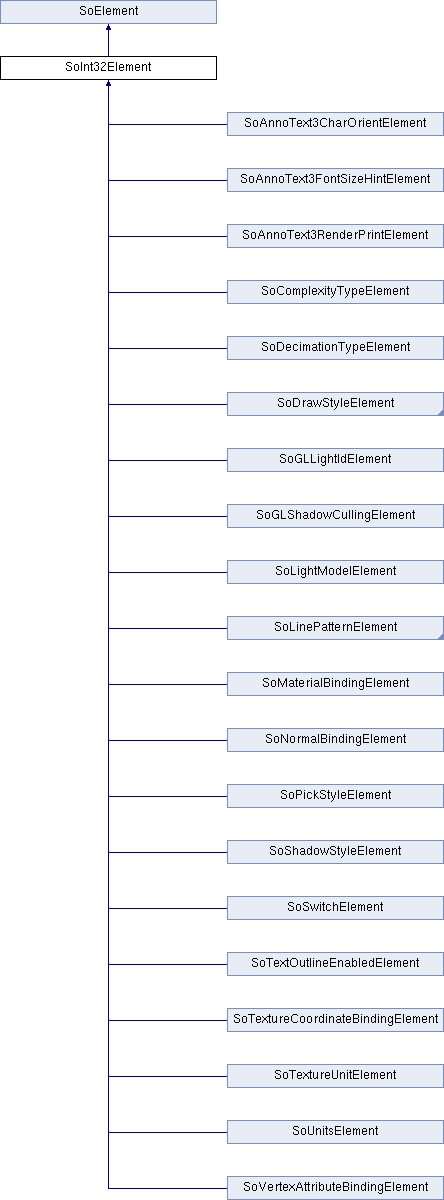 SoElement
SoInt32Element
SoAnnoText3CharOrientElement
SoAnnoText3FontSizeHintElement
SoAnnoText3RenderPrintElement
SoComplexityTypeElement
SoDecimationTypeElement
SoDrawStyleElement
SoGLLightIdElement
SoGLShadowCullingElement
SoLightModelElement
SoLinePatternElement
SoMaterialBindingElement
SoNormalBindingElement
SoPickStyleElement
SoShadowStyleElement
SoSwitchElement
SoTextOutlineEnabledElement
SoTextureCoordinateBindingElement
SoTextureUnitElement
SoUnitsElement
SoVertexAttributeBindingElement